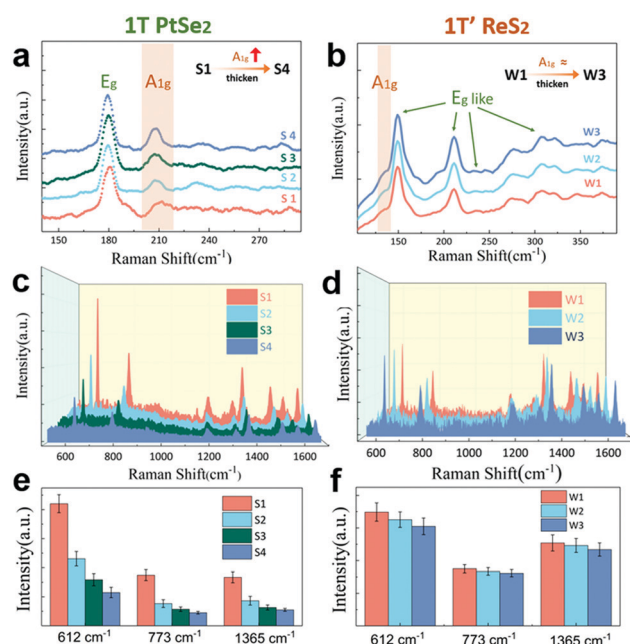 1T PtSe₂
1T' ReS₂
a
Intensity(a.u.)
Eg
A1g
S1
A1g
thicken
S4
S 4
S 3
S 2
S 1
150
180
210
240
270
Raman Shift(cm⁻¹)
b
Intensity(a.u.)
A1g
W1
A1g ≈
thicken
W3
Eg like
W3
W2
W1
150
200
250
300
350
Raman Shift(cm⁻¹)
c
Intensity(a.u.)
S1
S2
S3
S4
600
800
1000
1200
1400
1600
Raman Shift(cm⁻¹)
d
Intensity(a.u.)
W1
W2
W3
600
800
1000
1200
1400
1600
Raman Shift(cm⁻¹)
e
Intensity(a.u.)
S1
S2
S3
S4
612 cm⁻¹
773 cm⁻¹
1365 cm⁻¹
f
Intensity(a.u.)
W1
W2
W3
612 cm⁻¹
773 cm⁻¹
1365 cm⁻¹